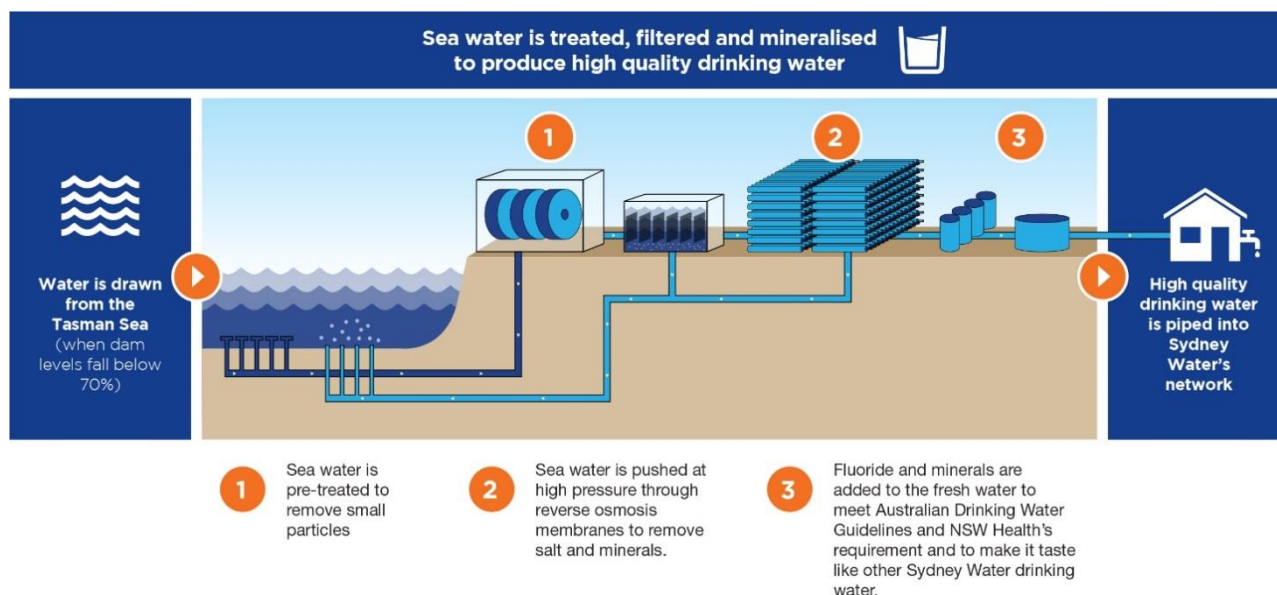 Sea water is treated, filtered and mineralised
to produce high quality drinking water
Water is drawn
from the
Tasman Sea
(when dam
levels fall below
70%)
1
2
3
High quality
drinking water
is piped into
Sydney
Water's
network
1
Sea water is
pre-treated to
remove small
particles
2
Sea water is pushed at
high pressure through
reverse osmosis
membranes to remove
salt and minerals.
3
Fluoride and minerals are
added to the fresh water to
meet Australian Drinking Water
Guidelines and NSW Health's
requirement and to make it taste
like other Sydney Water drinking
water.